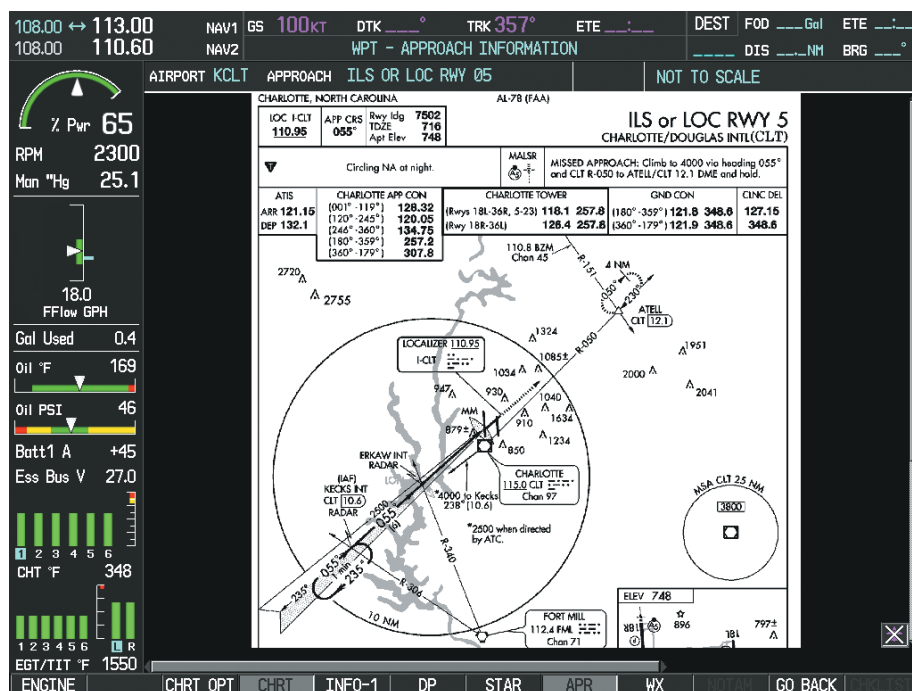 108.00 ↔ 113.00 NAV1 GS 100KT DTK ___° TRK 357° ETE __:__ DEST FOD ___Gal ETE __:__
108.00 110.60 NAV2 WPT - APPROACH INFORMATION ____ DIS __._NM BRG ___°
AIRPORT KCLT APPROACH ILS OR LOC RWY 05 NOT TO SCALE
% Pwr 65
RPM 2300
Man "Hg 25.1
18.0
FFlow GPH
Gal Used 0.4
Oil °F 169
Oil PSI 46
Batt1 A +45
Ess Bus V 27.0
1 2 3 4 5 6
CHT °F 348
1 2 3 4 5 6 L R
EGT/TIT °F 1550
CHARLOTTE, NORTH CAROLINA AL-78 (FAA)
LOC I-CLT
110.95
APP CRS
055°
Rwy ldg 7502
TDZE 716
Apt Elev 748
ILS or LOC RWY 5
CHARLOTTE/DOUGLAS INTL(CLT)
T
Circling NA at night.
MALSR
MISSED APPROACH: Climb to 4000 via heading 055°
and CLT R-050 to ATELL/CLT 12.1 DME and hold.
ATIS
ARR 121.15
DEP 132.1
CHARLOTTE APP CON
(001°-119°) 128.32
(120°-245°) 120.05
(246°-360°) 134.75
(180°-359°) 257.2
(360°-179°) 307.8
CHARLOTTE TOWER
(Rwys 18L-36R, 5-23) 118.1 257.8
(Rwy 18R-36L) 126.4 257.8
GND CON
(180°-359°) 121.8 348.6
(360°-179°) 121.9 348.6
CLNC DEL
127.15
348.6
110.8 BZM
Chan 45
R-151
4 NM
050°
230°
ATELL
CLT 12.1
R-050
2720
2755
1324
LOCALIZER 110.95
I-CLT
1085±
1034
1951
2000
2041
947
930
1040
1634
910
MM
879±
850
1234
ERKAW INT
RADAR
(IAF)
KECKS INT
CLT 10.6
RADAR
CHARLOTTE
115.0 CLT
Chan 97
*4000 to Kecks
238° (10.6)
*2500 when directed
by ATC.
2500
055°
(6)
MSA CLT 25 NM
3800
R-340
R-306
055°
1 min
235°
235°
10 NM
FORT MILL
112.4 FML
Chan 71
ELEV 748
896
797±
18R
18L
ENGINE CHRT OPT CHRT INFO-1 DP STAR APR WX NOTAM GO BACK CHKLIST